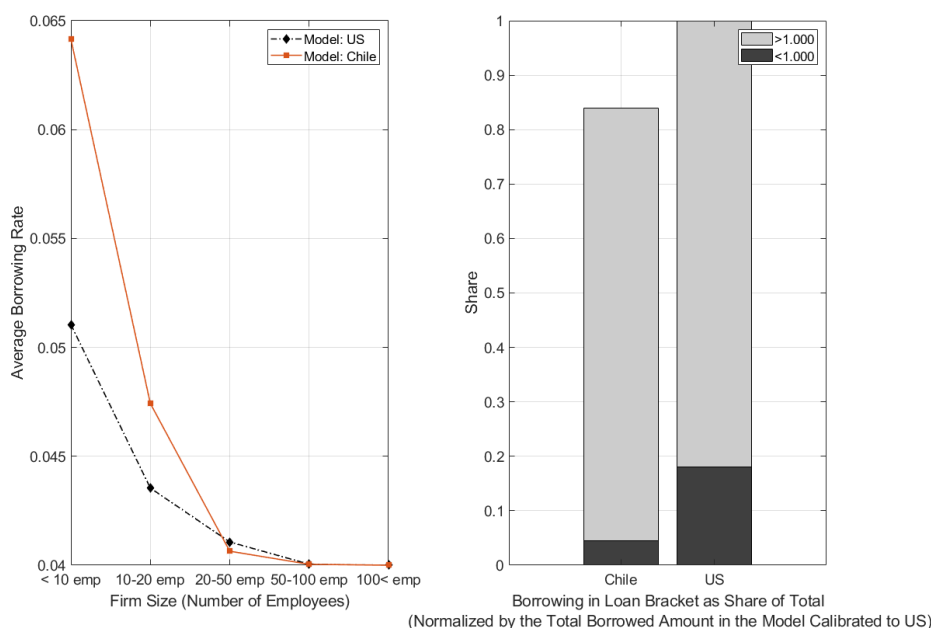 0.065
0.06
0.055
0.05
0.045
0.04
Average Borrowing Rate
Model: US
Model: Chile
< 10 emp 10-20 emp 20-50 emp 50-100 emp 100< emp
Firm Size (Number of Employees)
1
0.9
0.8
0.7
0.6
0.5
0.4
0.3
0.2
0.1
0
Share
>1.000
<1.000
Chile US
Borrowing in Loan Bracket as Share of Total
(Normalized by the Total Borrowed Amount in the Model Calibrated to US)